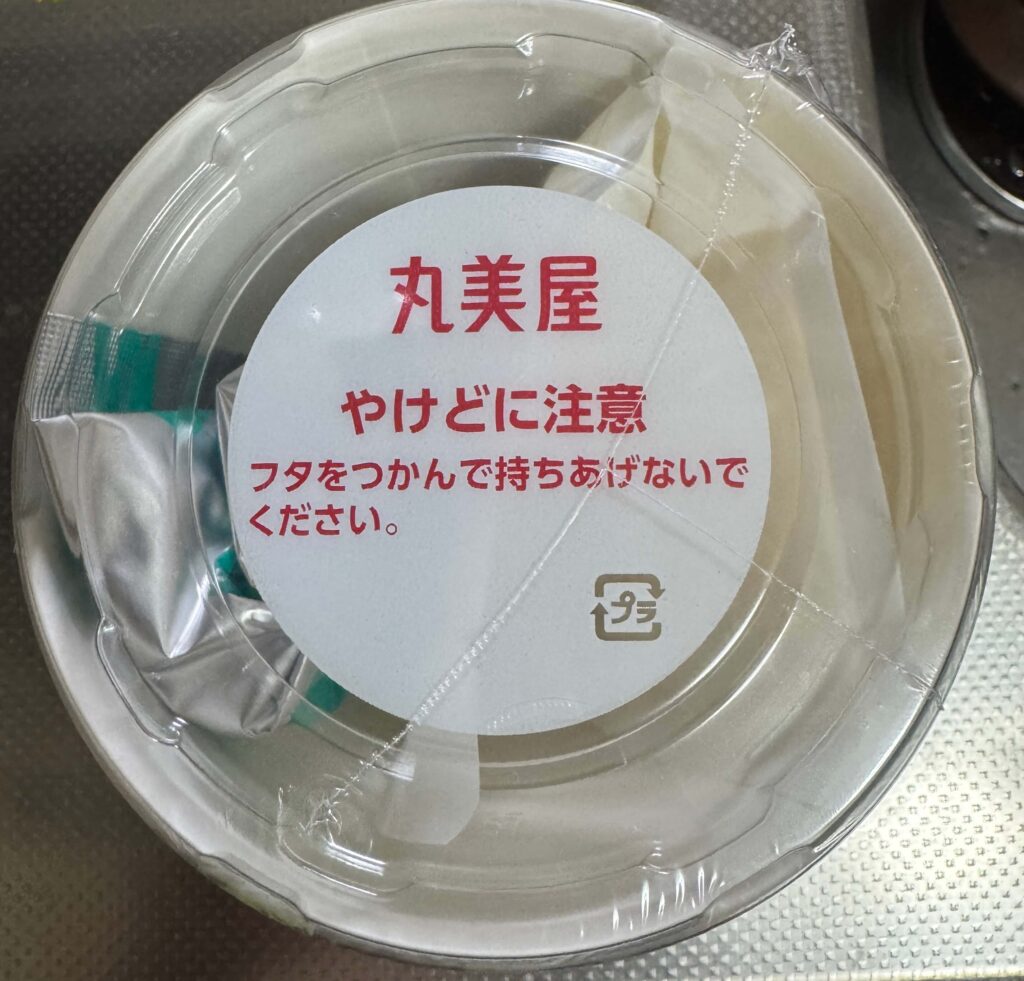 丸美屋
やけどに注意
フタをつかんで持ちあげないで
ください。
プラ